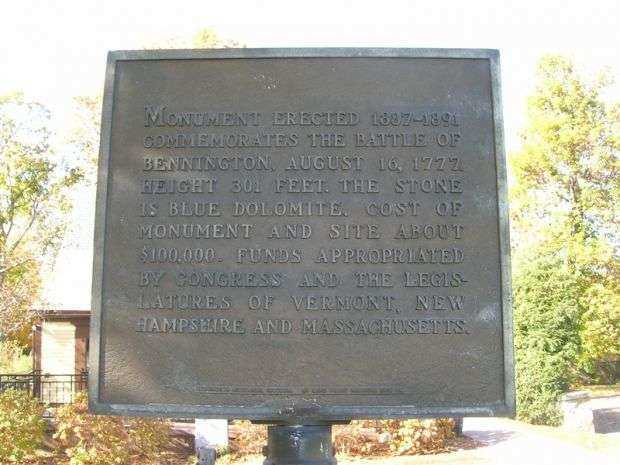 MONUMENT ERECTED 1887-1891
COMMEMORATES THE BATTLE OF
BENNINGTON, AUGUST 16, 1777.
HEIGHT 301 FEET. THE STONE
IS BLUE DOLOMITE. COST OF
MONUMENT AND SITE ABOUT
$100,000. FUNDS APPROPRIATED
BY CONGRESS AND THE LEGIS-
LATURES OF VERMONT, NEW
HAMPSHIRE AND MASSACHUSETTS.